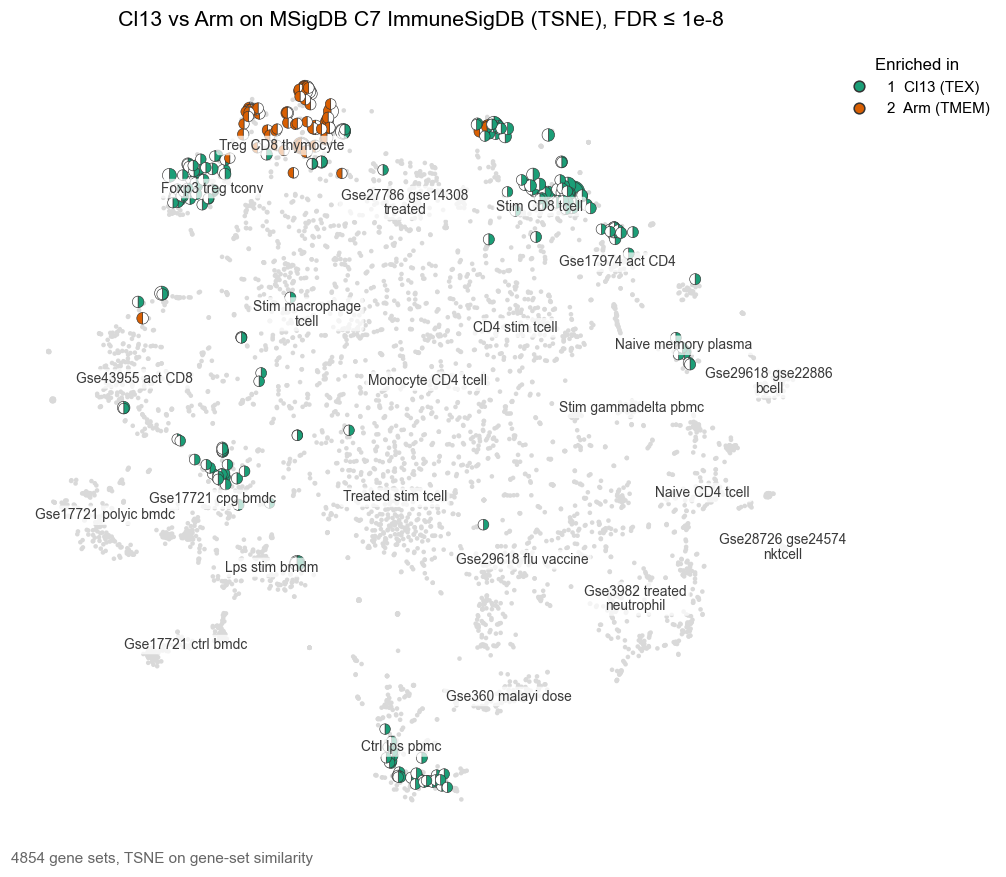 Cl13 vs Arm on MSigDB C7 ImmuneSigDB (TSNE), FDR ≤ 1e-8
Enriched in
1 Cl13 (TEX)
2 Arm (TMEM)
Treg CD8 thymocyte
Foxp3 treg tconv
Gse27786 gse14308
treated
Stim CD8 tcell
Gse17974 act CD4
Stim macrophage
tcell
CD4 stim tcell
Naive memory plasma
Gse43955 act CD8
Monocyte CD4 tcell
Gse29618 gse22886
bcell
Stim gammadelta pbmc
Gse17721 cpg bmdc
Treated stim tcell
Naive CD4 tcell
Gse17721 polyic bmdc
Gse28726 gse24574
nktcell
Lps stim bmdm
Gse29618 flu vaccine
Gse3982 treated
neutrophil
Gse17721 ctrl bmdc
Gse360 malayi dose
Ctrl lps pbmc
4854 gene sets, TSNE on gene-set similarity